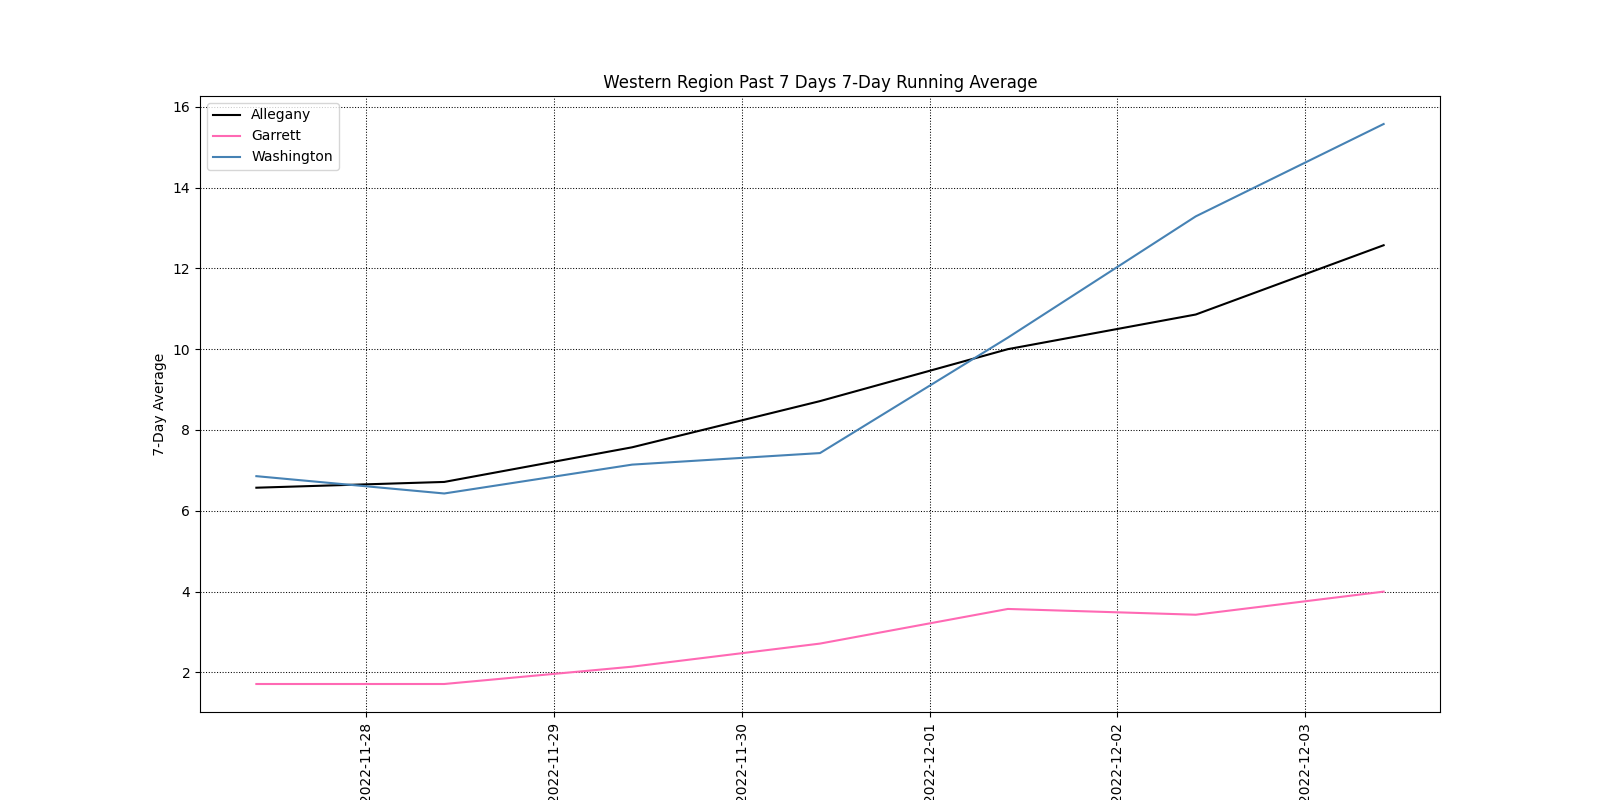 Western Region Past 7 Days 7-Day Running Average
Allegany
Garrett
Washington
7-Day Average
16
14
12
10
8
6
4
2
2022-11-28
2022-11-29
2022-11-30
2022-12-01
2022-12-02
2022-12-03